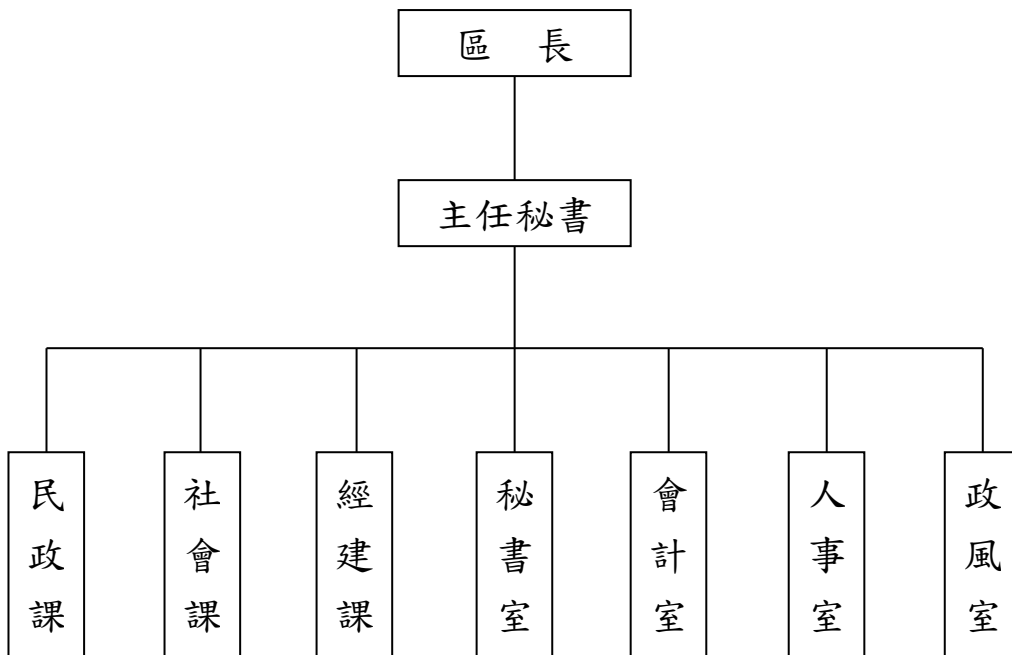 區 長
主任秘書
民政課
社會課
經建課
秘書室
會計室
人事室
政風室